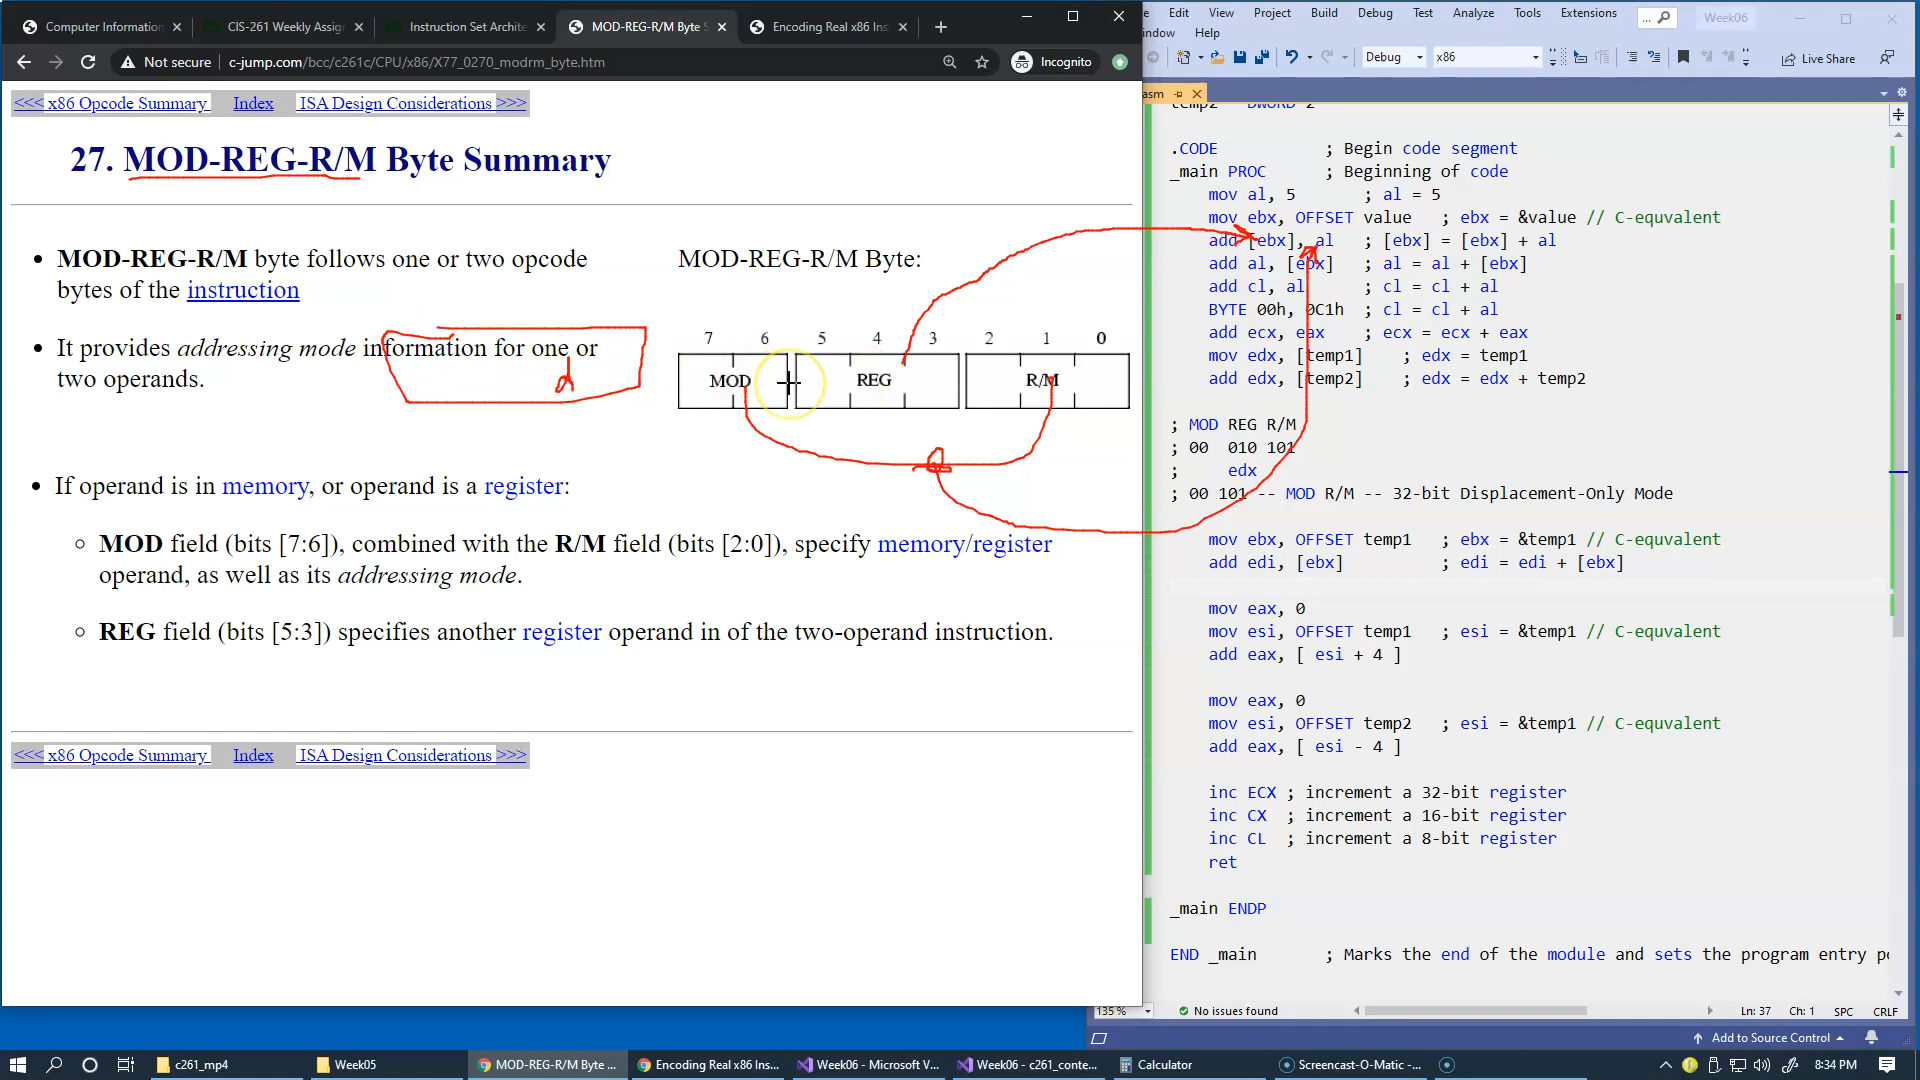 Computer Information
CIS-261 Weekly Assign
Instruction Set Archite
MOD-REG-R/M Byte S
Encoding Real x86 Ins
Not secure
c-jump.com/bcc/c261c/CPU/x86/X77_0270_modrm_byte.htm
Incognito
<<< x86 Opcode Summary Index ISA Design Considerations >>>
27. MOD-REG-R/M Byte Summary
MOD-REG-R/M byte follows one or two opcode
bytes of the instruction
It provides addressing mode information for one or
two operands.
MOD-REG-R/M Byte:
7 6 5 4 3 2 1 0
MOD REG R/M
If operand is in memory, or operand is a register:
MOD field (bits [7:6]), combined with the R/M field (bits [2:0]), specify memory/register
operand, as well as its addressing mode.
REG field (bits [5:3]) specifies another register operand in of the two-operand instruction.
<<< x86 Opcode Summary Index ISA Design Considerations >>>
Edit View Project Build Debug Test Analyze Tools Extensions
indow Help
... Week06
Debug x86 Live Share
asm
temp2 DWORD 2
.CODE ; Begin code segment
_main PROC ; Beginning of code
mov al, 5 ; al = 5
mov ebx, OFFSET value ; ebx = &value // C-equvalent
add [ebx], al ; [ebx] = [ebx] + al
add al, [ebx] ; al = al + [ebx]
add cl, al ; cl = cl + al
BYTE 00h, 0C1h ; cl = cl + al
add ecx, eax ; ecx = ecx + eax
mov edx, [temp1] ; edx = temp1
add edx, [temp2] ; edx = edx + temp2
; MOD REG R/M
; 00 010 101
; edx
; 00 101 -- MOD R/M -- 32-bit Displacement-Only Mode
mov ebx, OFFSET temp1 ; ebx = &temp1 // C-equvalent
add edi, [ebx] ; edi = edi + [ebx]
mov eax, 0
mov esi, OFFSET temp1 ; esi = &temp1 // C-equvalent
add eax, [ esi + 4 ]
mov eax, 0
mov esi, OFFSET temp2 ; esi = &temp1 // C-equvalent
add eax, [ esi - 4 ]
inc ECX ; increment a 32-bit register
inc CX ; increment a 16-bit register
inc CL ; increment a 8-bit register
ret
_main ENDP
END _main ; Marks the end of the module and sets the program entry po
135 % No issues found Ln: 37 Ch: 1 SPC CRLF
Add to Source Control
c261_mp4
Week05
MOD-REG-R/M Byte ...
Encoding Real x86 Ins...
Week06 - Microsoft V...
Week06 - c261_conte...
Calculator
Screencast-O-Matic -...
8:34 PM